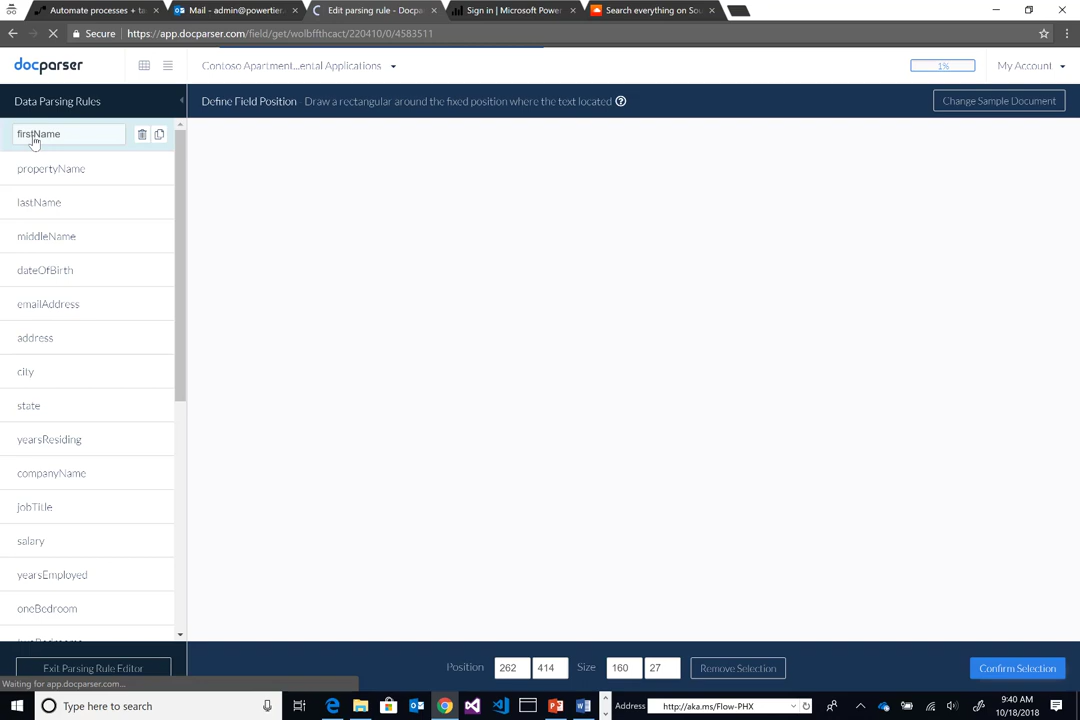 Automate processes + ta
Mail - admin@powertier
Edit parsing rule - Docpa
Sign in | Microsoft Power
Search everything on So
Secure
https://app.docparser.com/field/get/wolbffthcact/220410/0/4583511
docparser
Contoso Apartment...ental Applications
1%
My Account
Data Parsing Rules
Define Field Position
Draw a rectangular around the fixed position where the text located
Change Sample Document
firstName
propertyName
lastName
middleName
dateOfBirth
emailAddress
address
city
state
yearsResiding
companyName
jobTitle
salary
yearsEmployed
oneBedroom
Exit Parsing Rule Editor
Position
262
414
Size
160
27
Remove Selection
Confirm Selection
Waiting for app.docparser.com...
Type here to search
Address
http://aka.ms/Flow-PHX
9:40 AM
10/18/2018